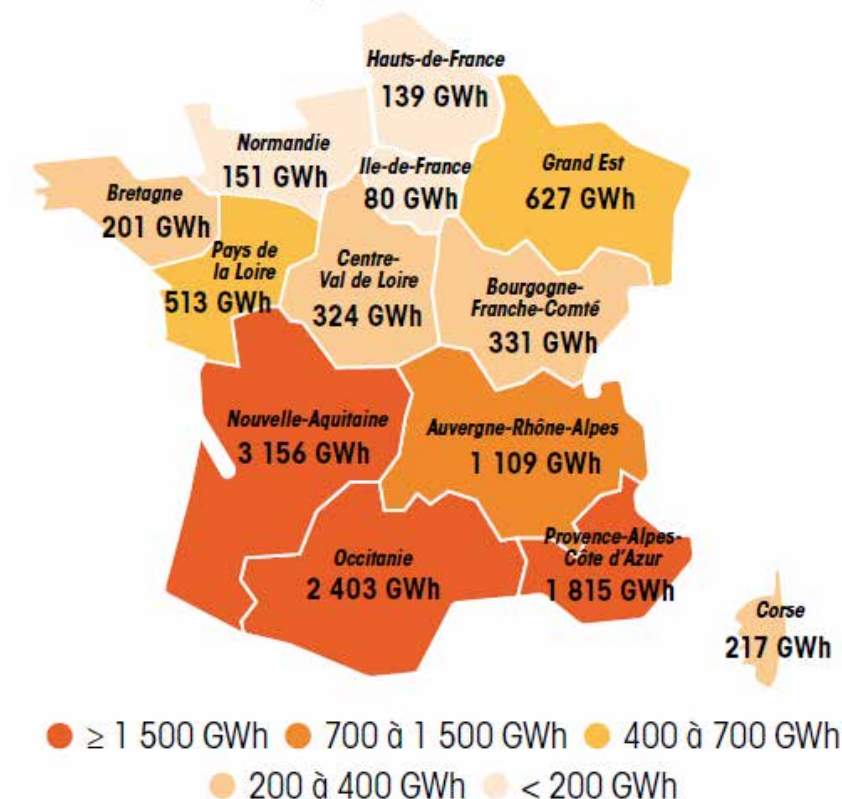 Hauts-de-France
139 GWh
Normandie
151 GWh
Ile-de-France
80 GWh
Grand Est
627 GWh
Bretagne
201 GWh
Pays de
la Loire
513 GWh
Centre-
Val de Loire
324 GWh
Bourgogne-
Franche-Comté
331 GWh
Nouvelle-Aquitaine
3 156 GWh
Auvergne-Rhône-Alpes
1 109 GWh
Occitanie
2 403 GWh
Provence-Alpes-
Côte d'Azur
1 815 GWh
Corse
217 GWh
≥ 1 500 GWh 700 à 1 500 GWh 400 à 700 GWh
200 à 400 GWh < 200 GWh